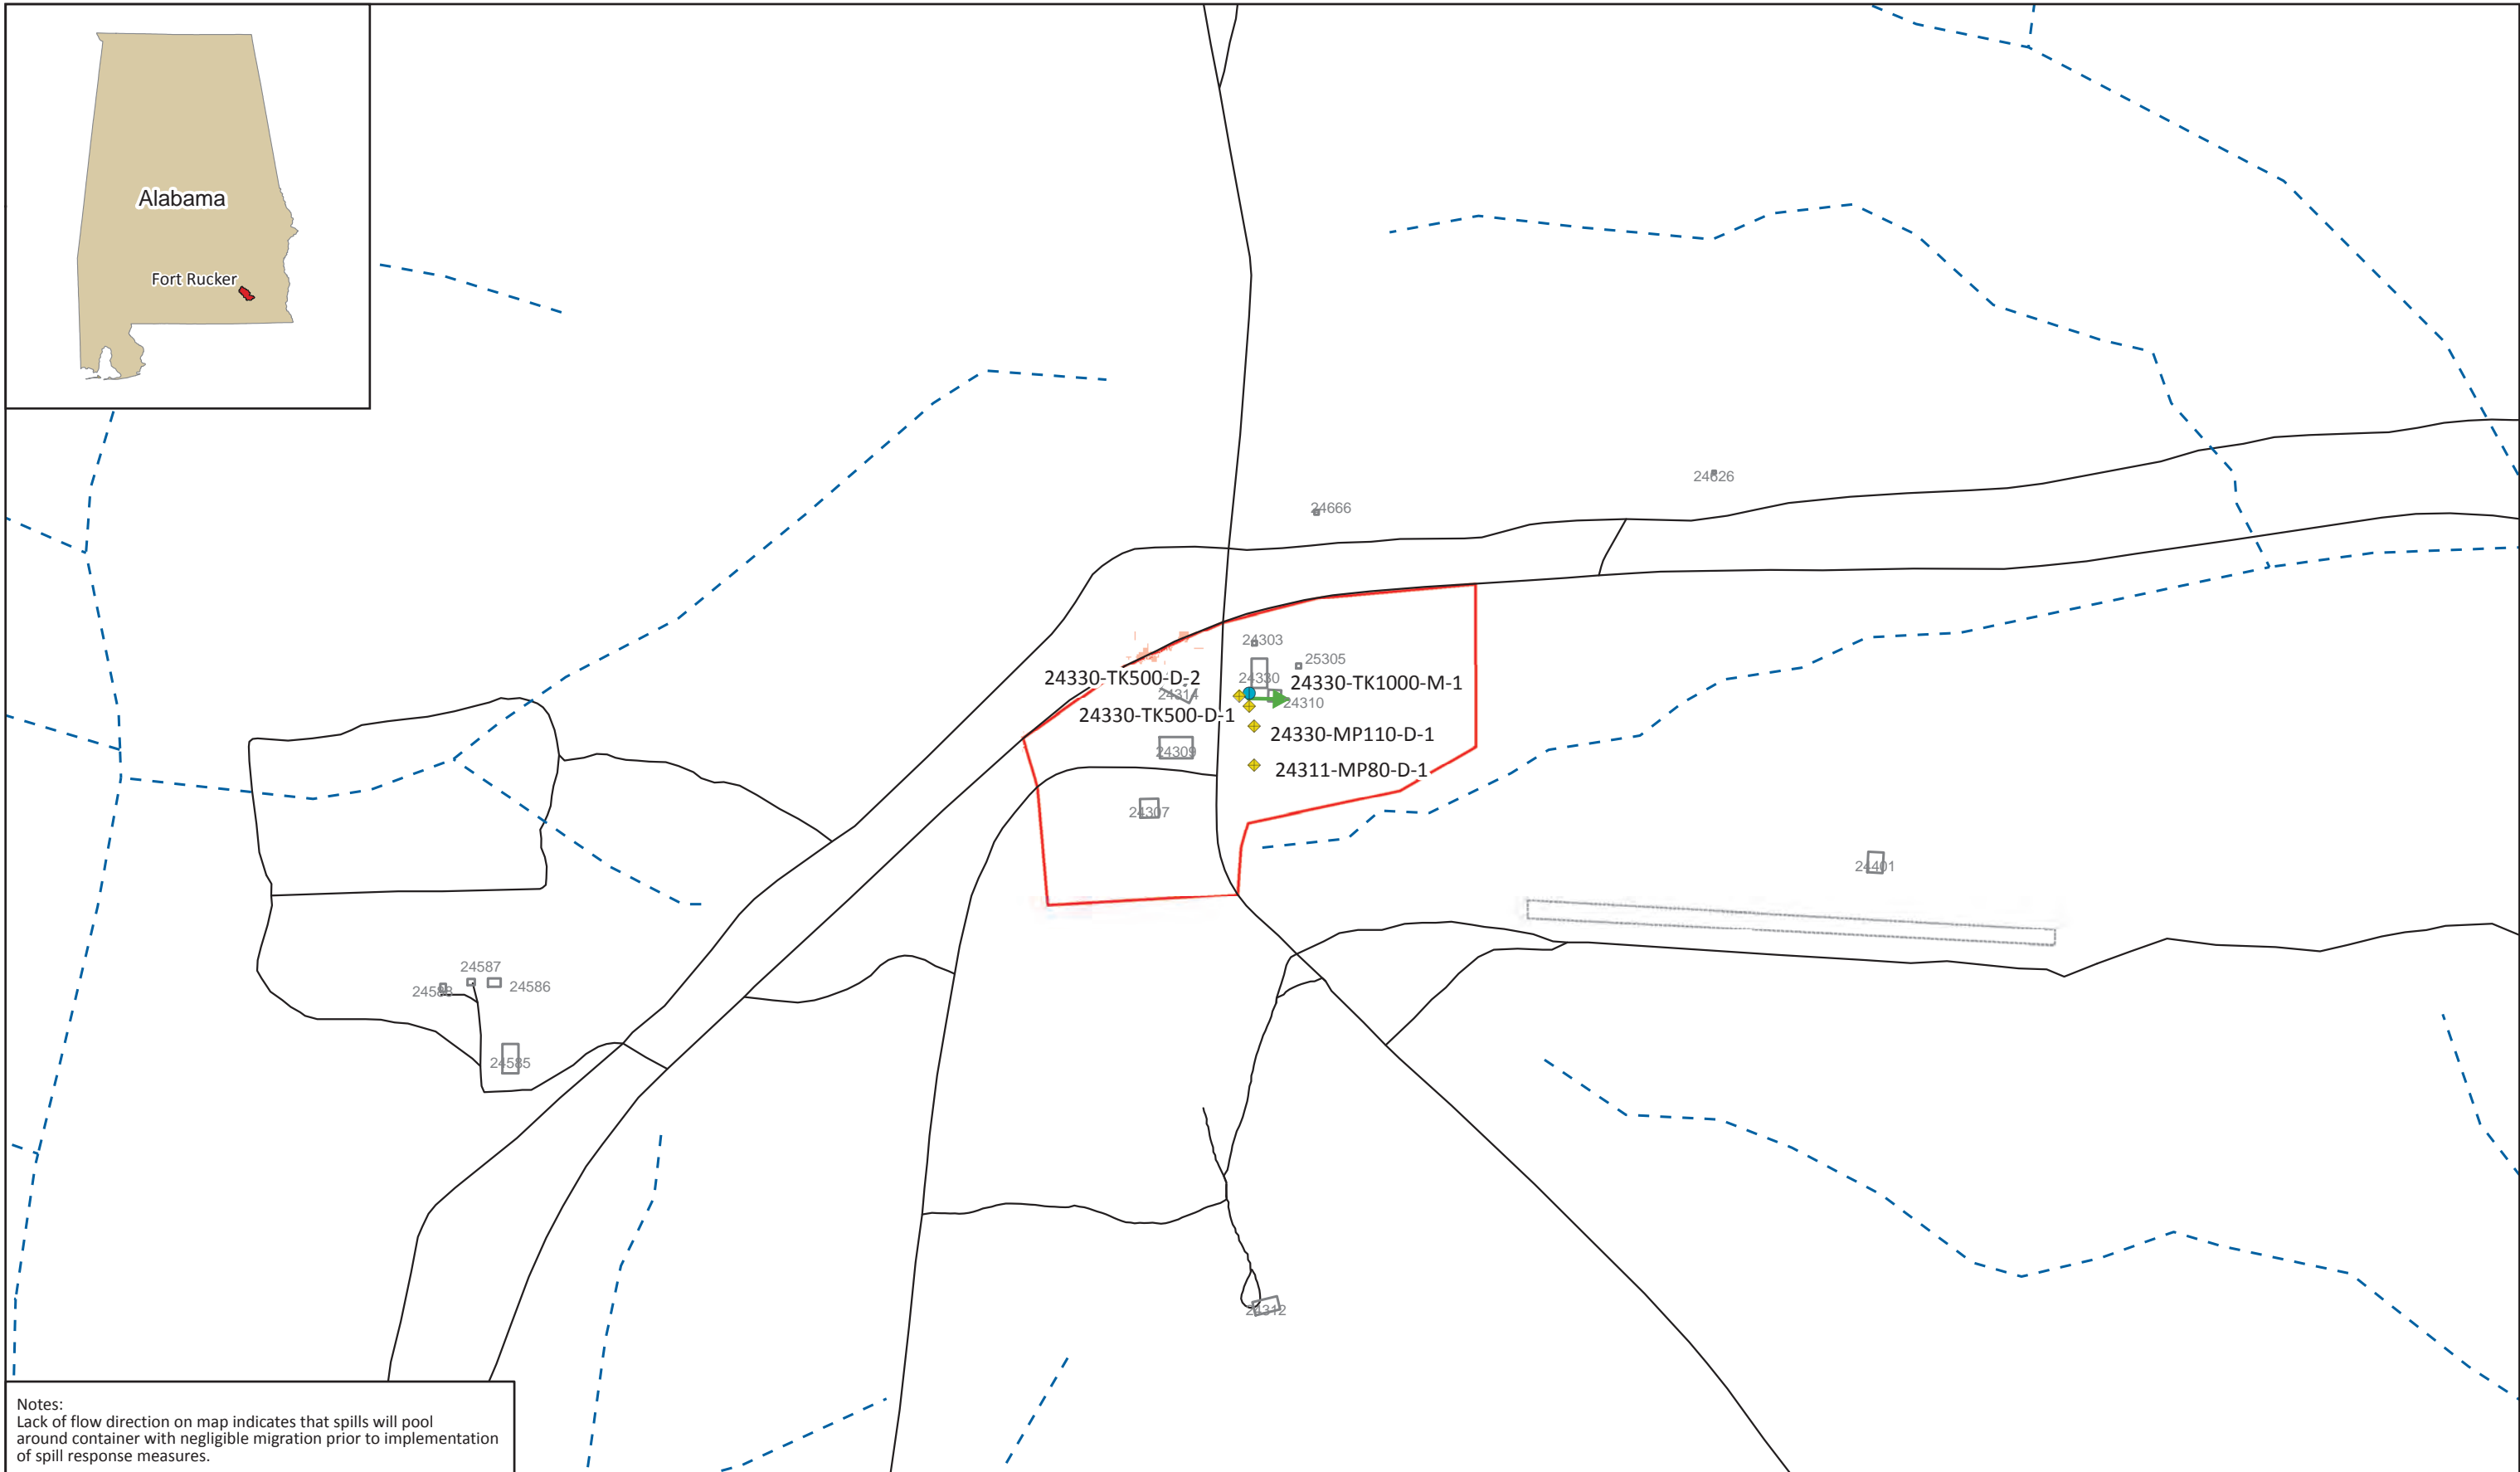 Alabama
Fort Rucker
24626
24666
24303
25305
24330-TK500-D-2
24330
24330-TK1000-M-1
24314
24310
24330-TK500-D-1
24330-MP110-D-1
24309
24311-MP80-D-1
24307
24401
24587
24588
24586
24585
24312
Notes:
Lack of flow direction on map indicates that spills will pool
around container with negligible migration prior to implementation
of spill response measures.